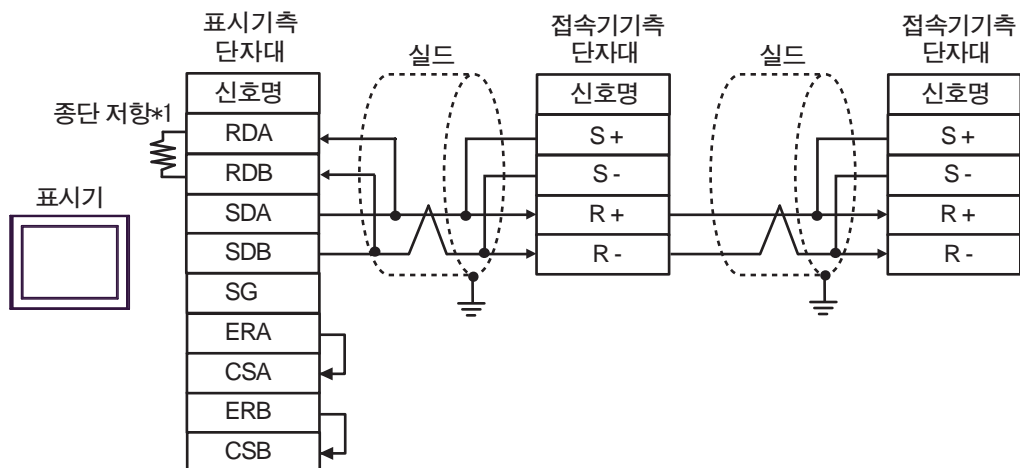 표시기측
단자대
신호명
RDA
RDB
SDA
SDB
SG
ERA
CSA
ERB
CSB
종단 저항*1
표시기
실드
접속기기측
단자대
신호명
S +
S -
R +
R -
실드
접속기기측
단자대
신호명
S +
S -
R +
R -